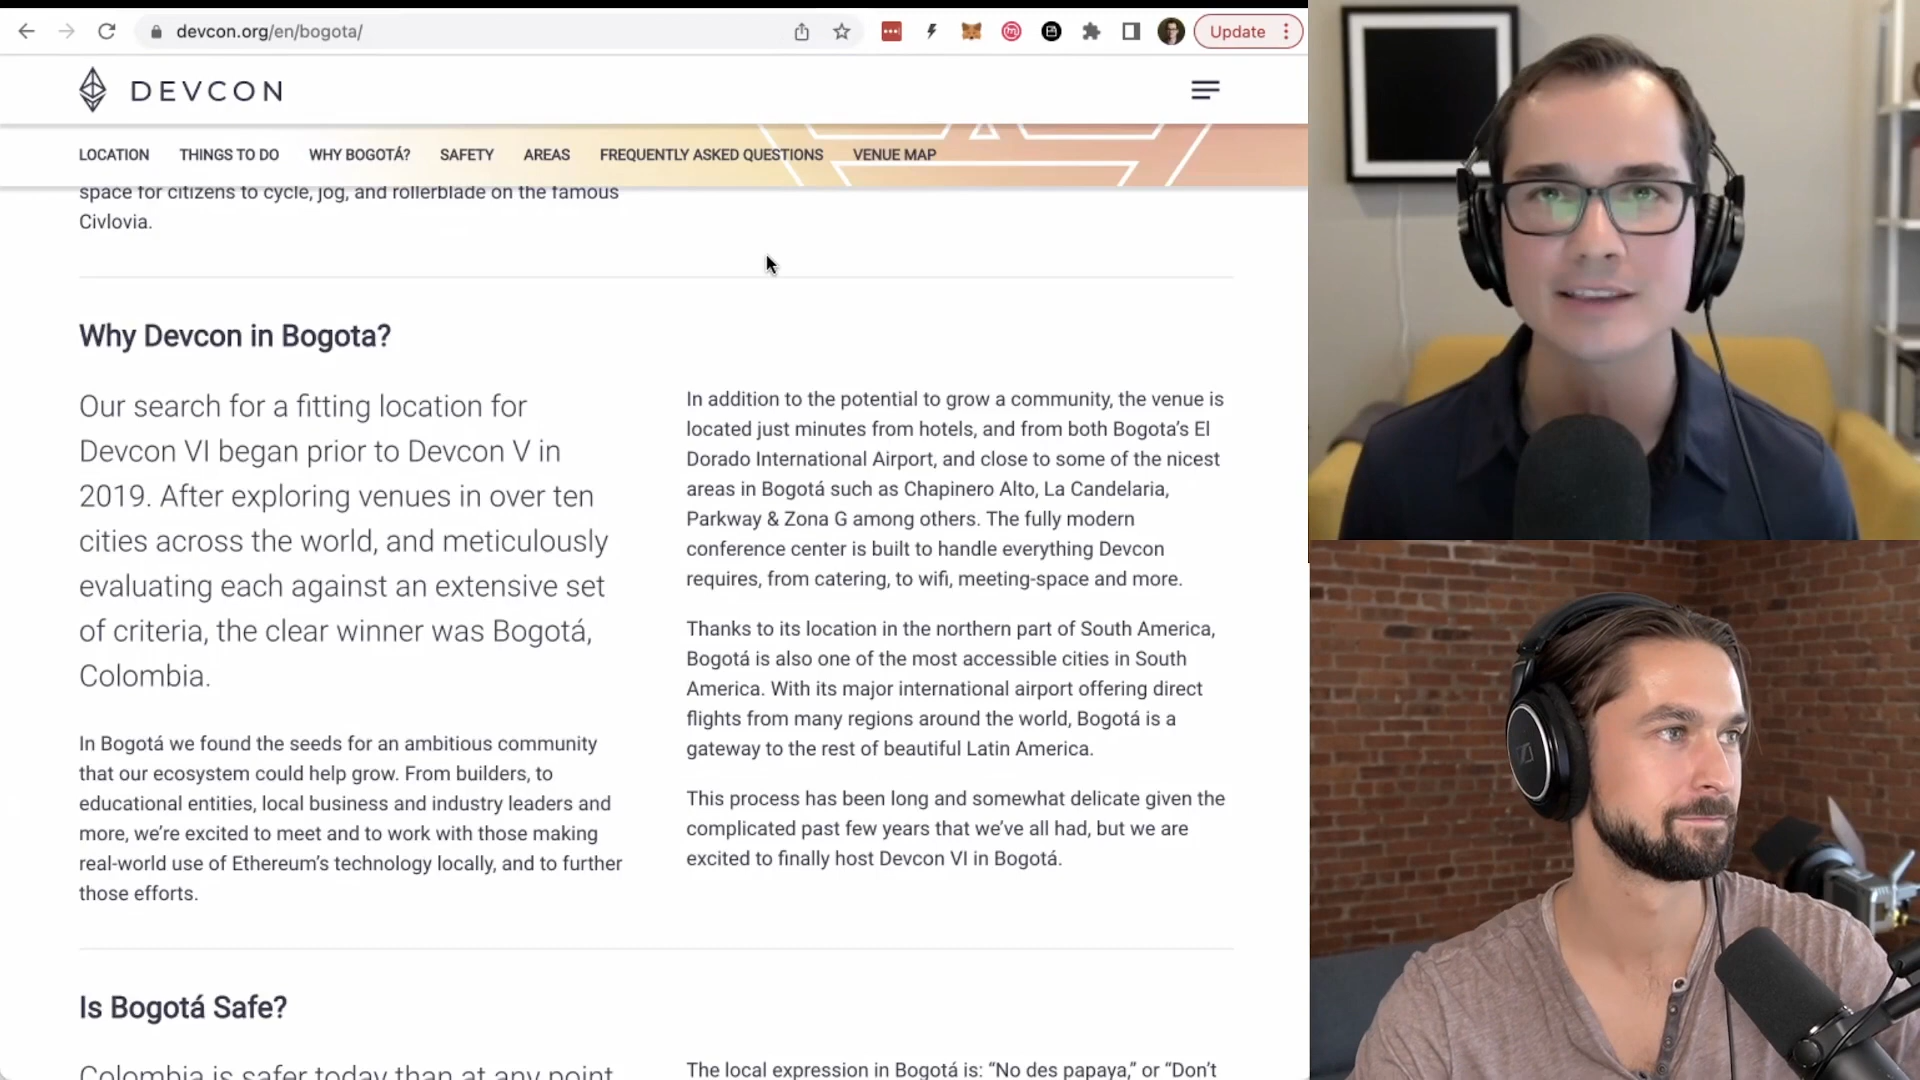 devcon.org/en/bogota/
Update
DEVCON
LOCATION THINGS TO DO WHY BOGOTÁ? SAFETY AREAS FREQUENTLY ASKED QUESTIONS VENUE MAP
space for citizens to cycle, jog, and rollerblade on the famous
Civlovia.
Why Devcon in Bogota?
Our search for a fitting location for
Devcon VI began prior to Devcon V in
2019. After exploring venues in over ten
cities across the world, and meticulously
evaluating each against an extensive set
of criteria, the clear winner was Bogotá,
Colombia.
In Bogotá we found the seeds for an ambitious community
that our ecosystem could help grow. From builders, to
educational entities, local business and industry leaders and
more, we’re excited to meet and to work with those making
real-world use of Ethereum’s technology locally, and to further
those efforts.
In addition to the potential to grow a community, the venue is
located just minutes from hotels, and from both Bogota’s El
Dorado International Airport, and close to some of the nicest
areas in Bogotá such as Chapinero Alto, La Candelaria,
Parkway & Zona G among others. The fully modern
conference center is built to handle everything Devcon
requires, from catering, to wifi, meeting-space and more.
Thanks to its location in the northern part of South America,
Bogotá is also one of the most accessible cities in South
America. With its major international airport offering direct
flights from many regions around the world, Bogotá is a
gateway to the rest of beautiful Latin America.
This process has been long and somewhat delicate given the
complicated past few years that we’ve all had, but we are
excited to finally host Devcon VI in Bogotá.
Is Bogotá Safe?
Colombia is safer today than at any point
The local expression in Bogotá is: “No des papaya,” or “Don’t